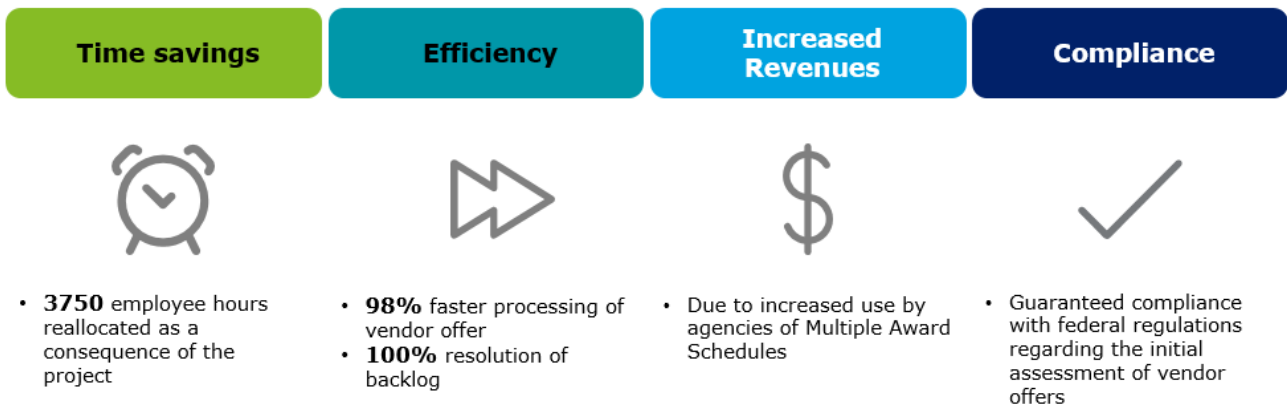 Time savings
Efficiency
Increased
Revenues
Compliance
• 3750 employee hours
reallocated as a
consequence of the
project
• 98% faster processing of
vendor offer
• 100% resolution of
backlog
• Due to increased use by
agencies of Multiple Award
Schedules
• Guaranteed compliance
with federal regulations
regarding the initial
assessment of vendor
offers